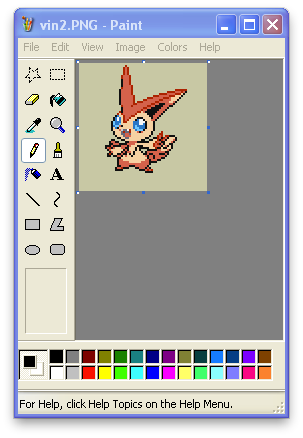 vin2.PNG - Paint
File Edit View Image Colors Help
A
For Help, click Help Topics on the Help Menu.